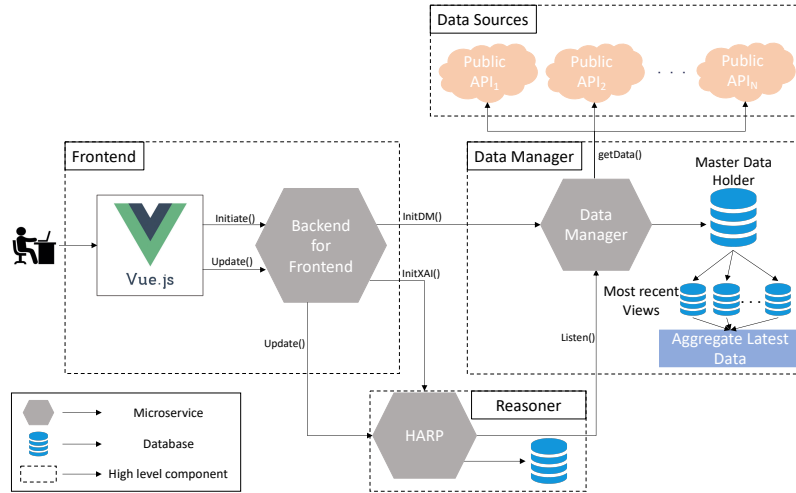 Data Sources
Public
API1
Public
API2
. . .
Public
APIN
Frontend
Data Manager
getData()
Master Data
Holder
Initiate()
Backend
for
Frontend
InitDM()
Data
Manager
Vue.js
Update()
InitXAI()
Most recent
Views
. . .
Update()
Listen()
Aggregate Latest
Data
Reasoner
HARP
Microservice
Database
High level component